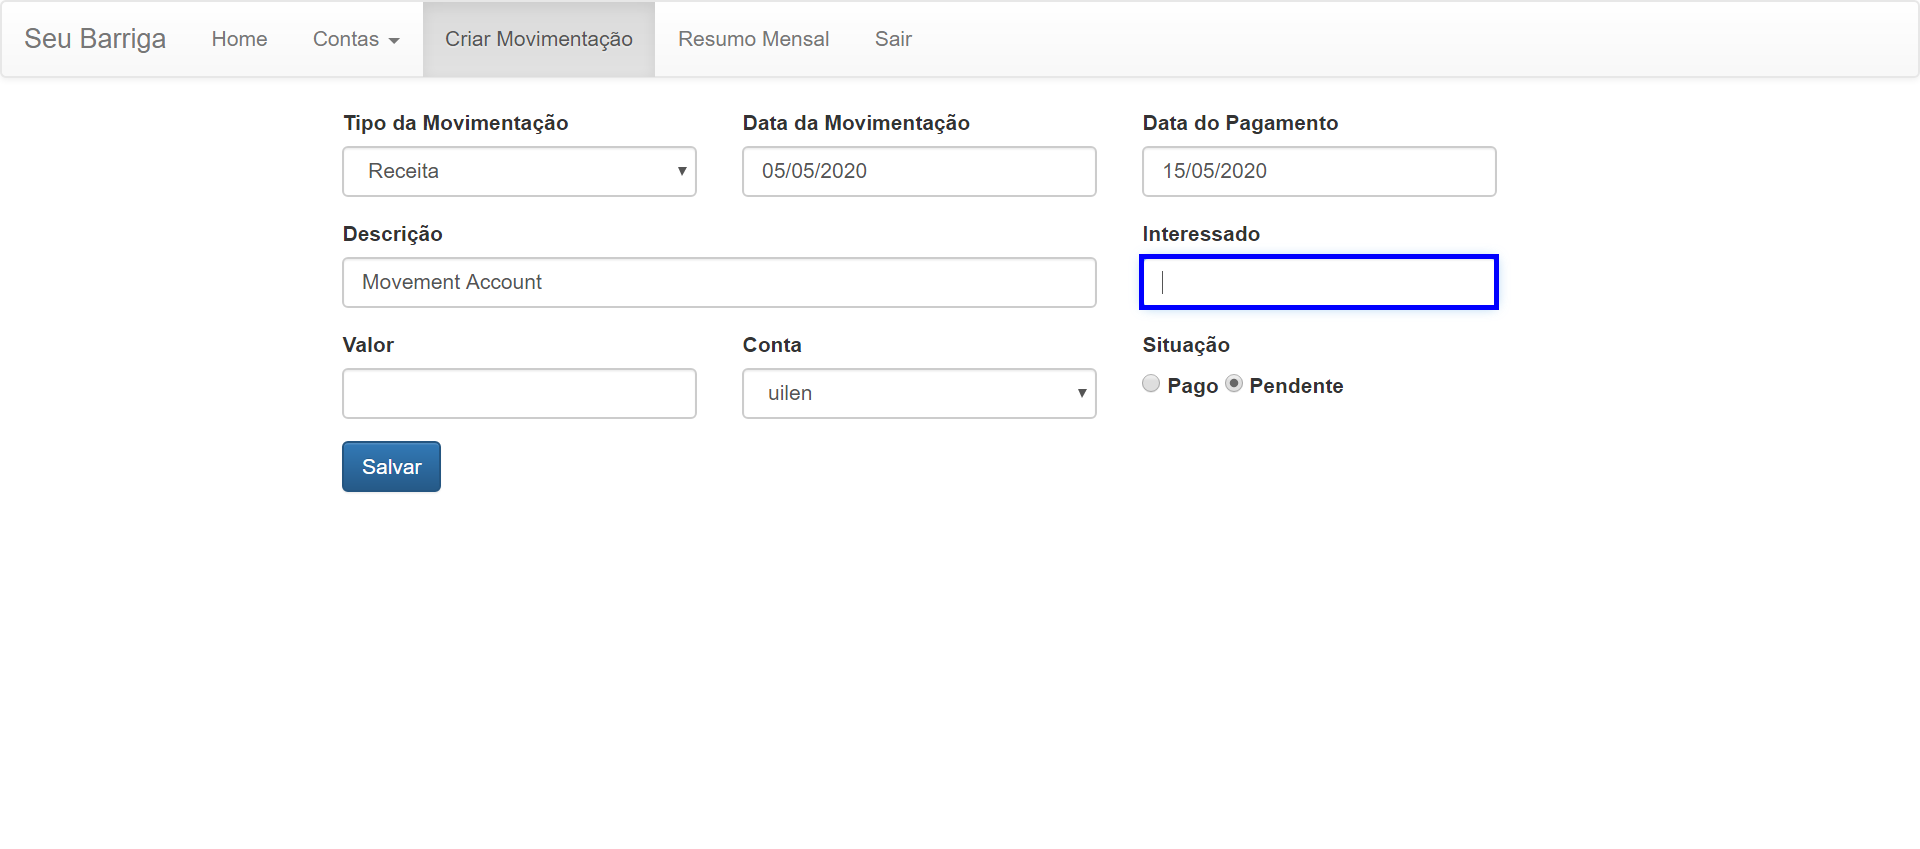 Seu Barriga Home Contas Criar Movimentação Resumo Mensal Sair
Tipo da Movimentação Data da Movimentação Data do Pagamento
Receita 05/05/2020 15/05/2020
Descrição Interessado
Movement Account
Valor Conta Situação
uilen Pago Pendente
Salvar